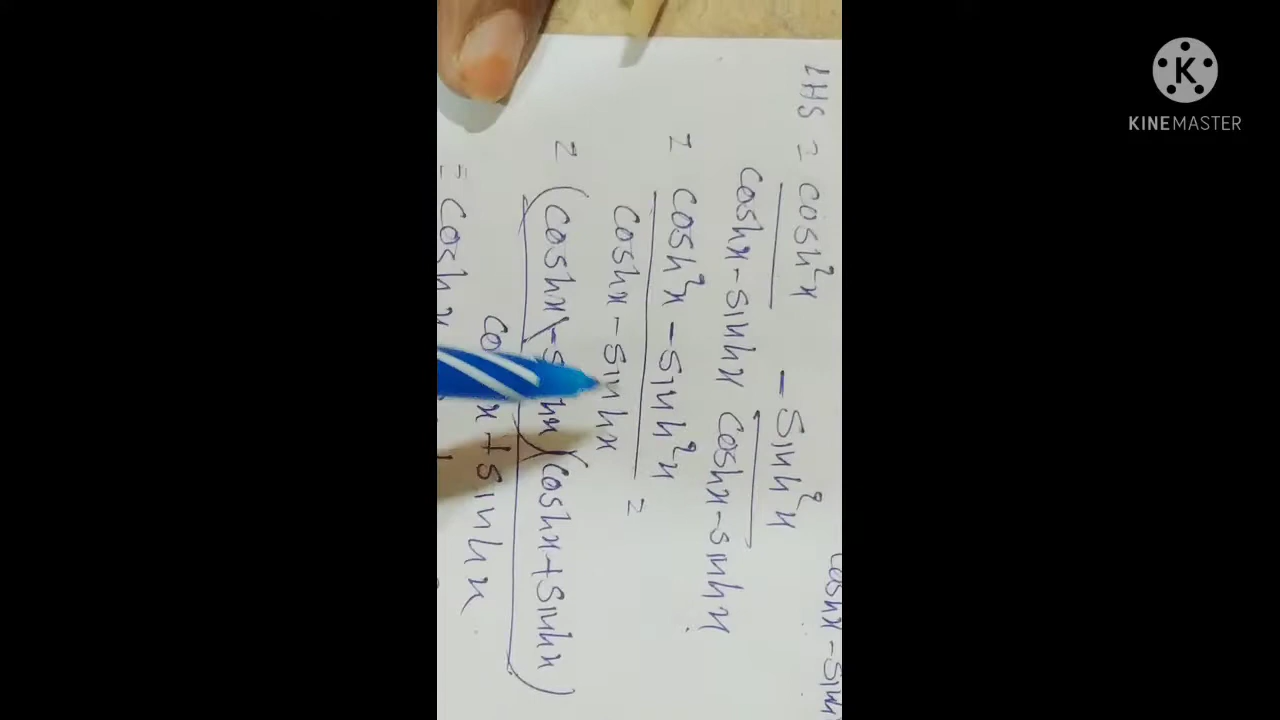 LHS = cosh²x - sinh²x
coshx - sinhx coshx - sinhx
= cosh²x - sinh²x
coshx - sinhx =
= (coshx - sinhx)(coshx + sinhx)
x + sinhx
= coshx
coshx - sinh
KINEMASTER